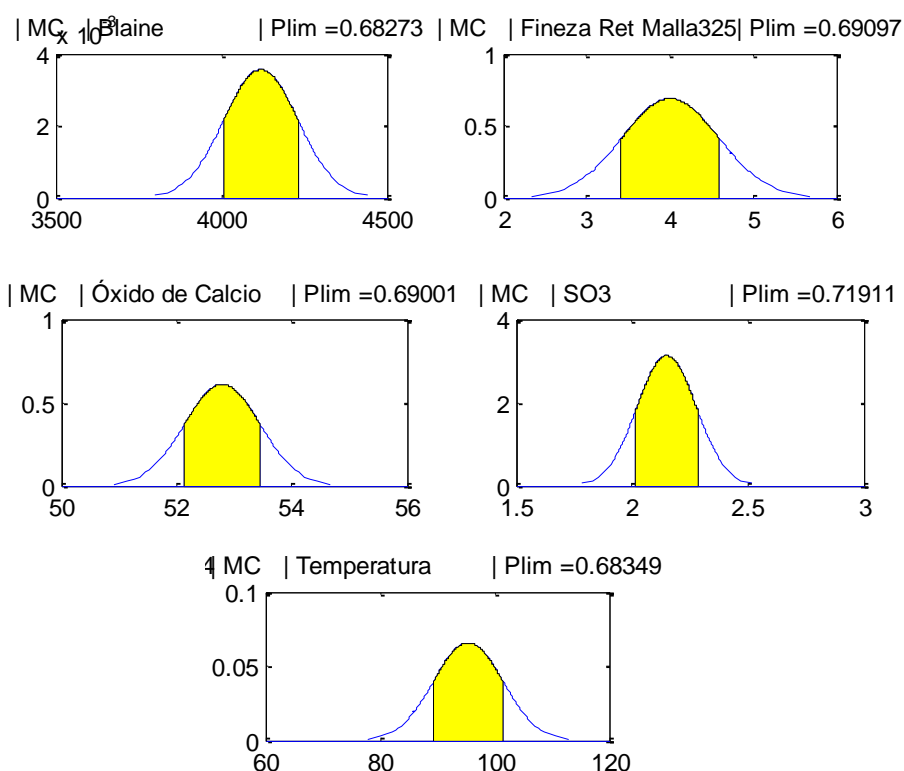 | MC | Blaine | Plim =0.68273
x 10-3
4
2
0
3500 4000 4500
| MC | Fineza Ret Malla325| Plim =0.69097
1
0.5
0
2 3 4 5 6
| MC | Óxido de Calcio | Plim =0.69001
1
0.5
0
50 52 54 56
| MC | SO3 | Plim =0.71911
4
2
0
1.5 2 2.5 3
4 | MC | Temperatura | Plim =0.68349
0.1
0.05
0
60 80 100 120